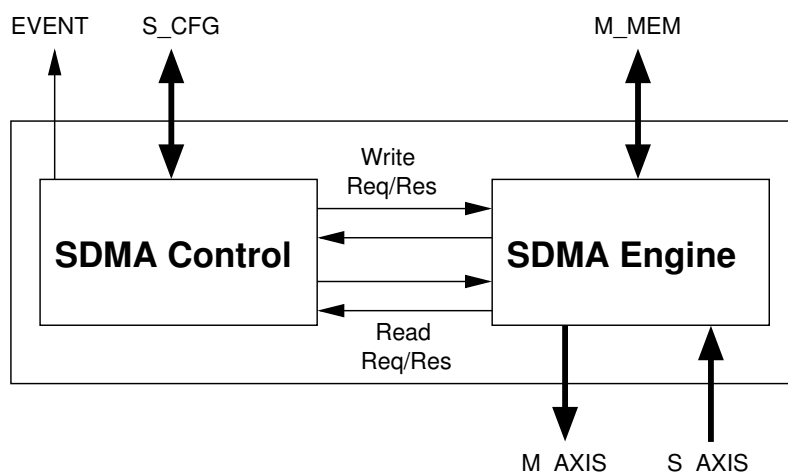 EVENT
S_CFG
M_MEM
Write
Req/Res
SDMA Control
SDMA Engine
Read
Req/Res
M_AXIS
S_AXIS